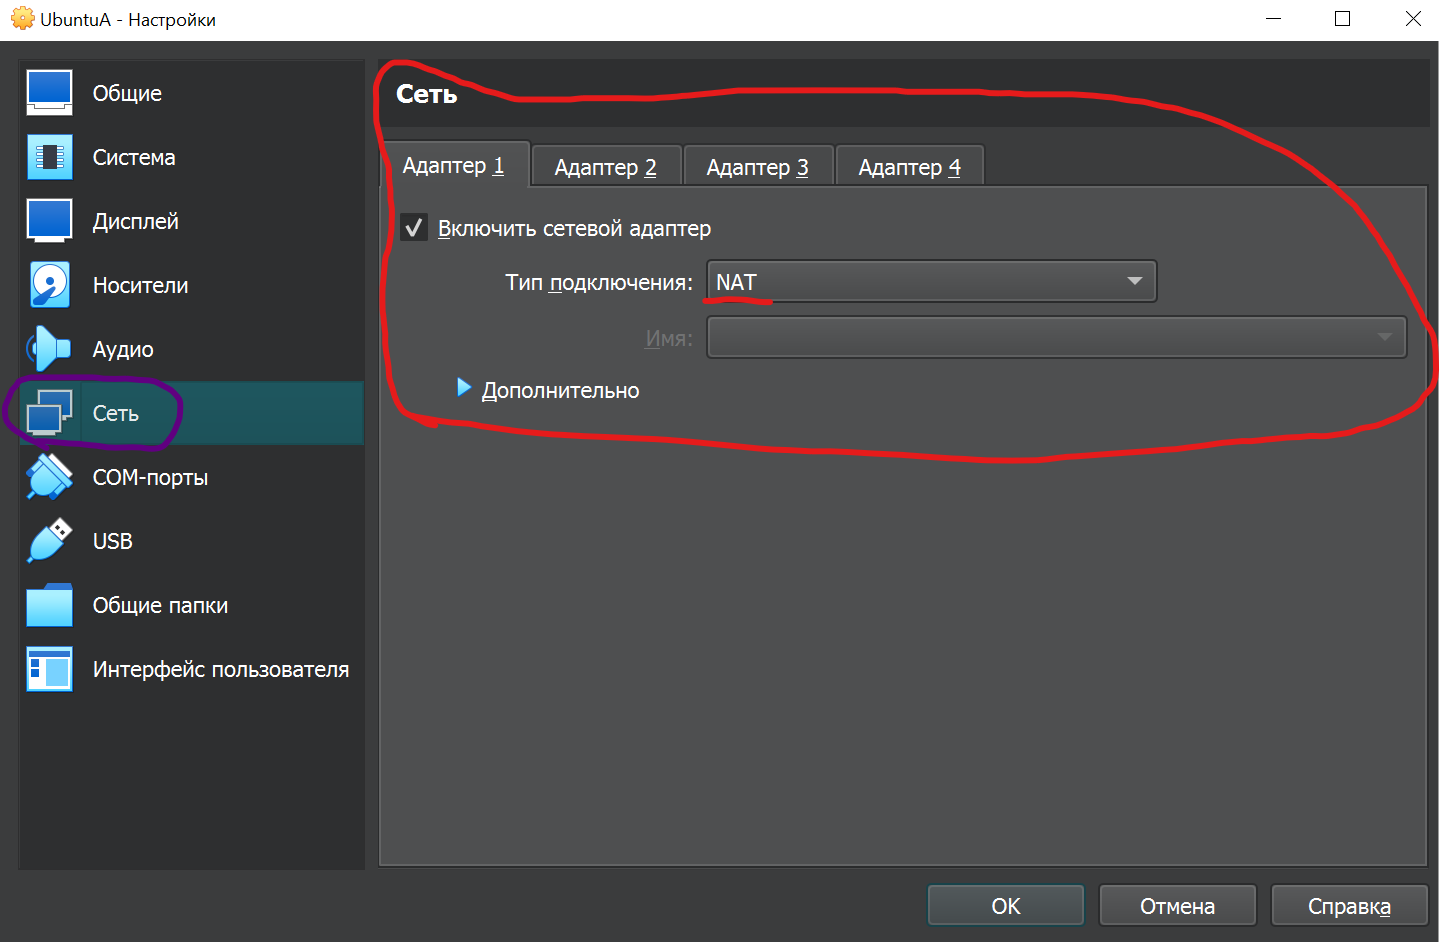 UbuntuA - Настройки
Общие
Система
Дисплей
Носители
Аудио
Сеть
COM-порты
USB
Общие папки
Интерфейс пользователя
Сеть
Адаптер 1 Адаптер 2 Адаптер 3 Адаптер 4
Включить сетевой адаптер
Тип подключения: NAT
Имя:
Дополнительно
OK Отмена Справка